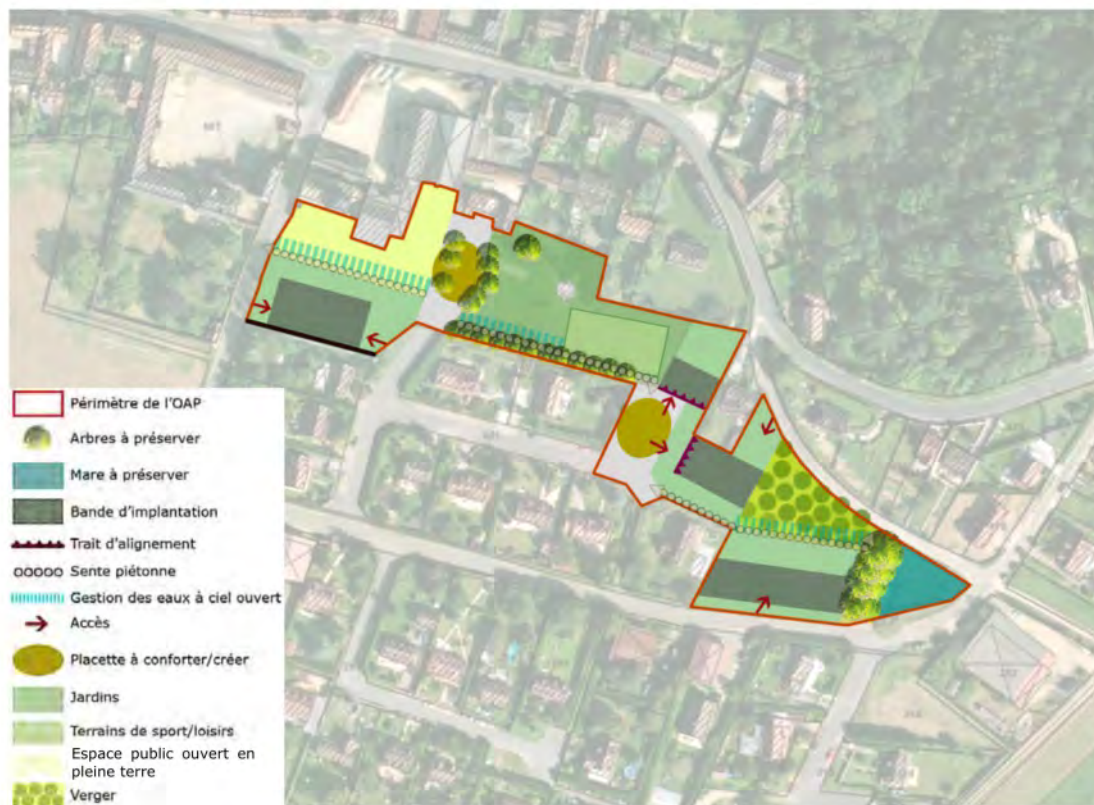 Périmètre de l'OAP
Arbres à préserver
Mare à préserver
Bande d'implantation
Trait d'alignement
Sente piétonne
Gestion des eaux à ciel ouvert
Accès
Placette à conforter/créer
Jardins
Terrains de sport/loisirs
Espace public ouvert en
pleine terre
Verger